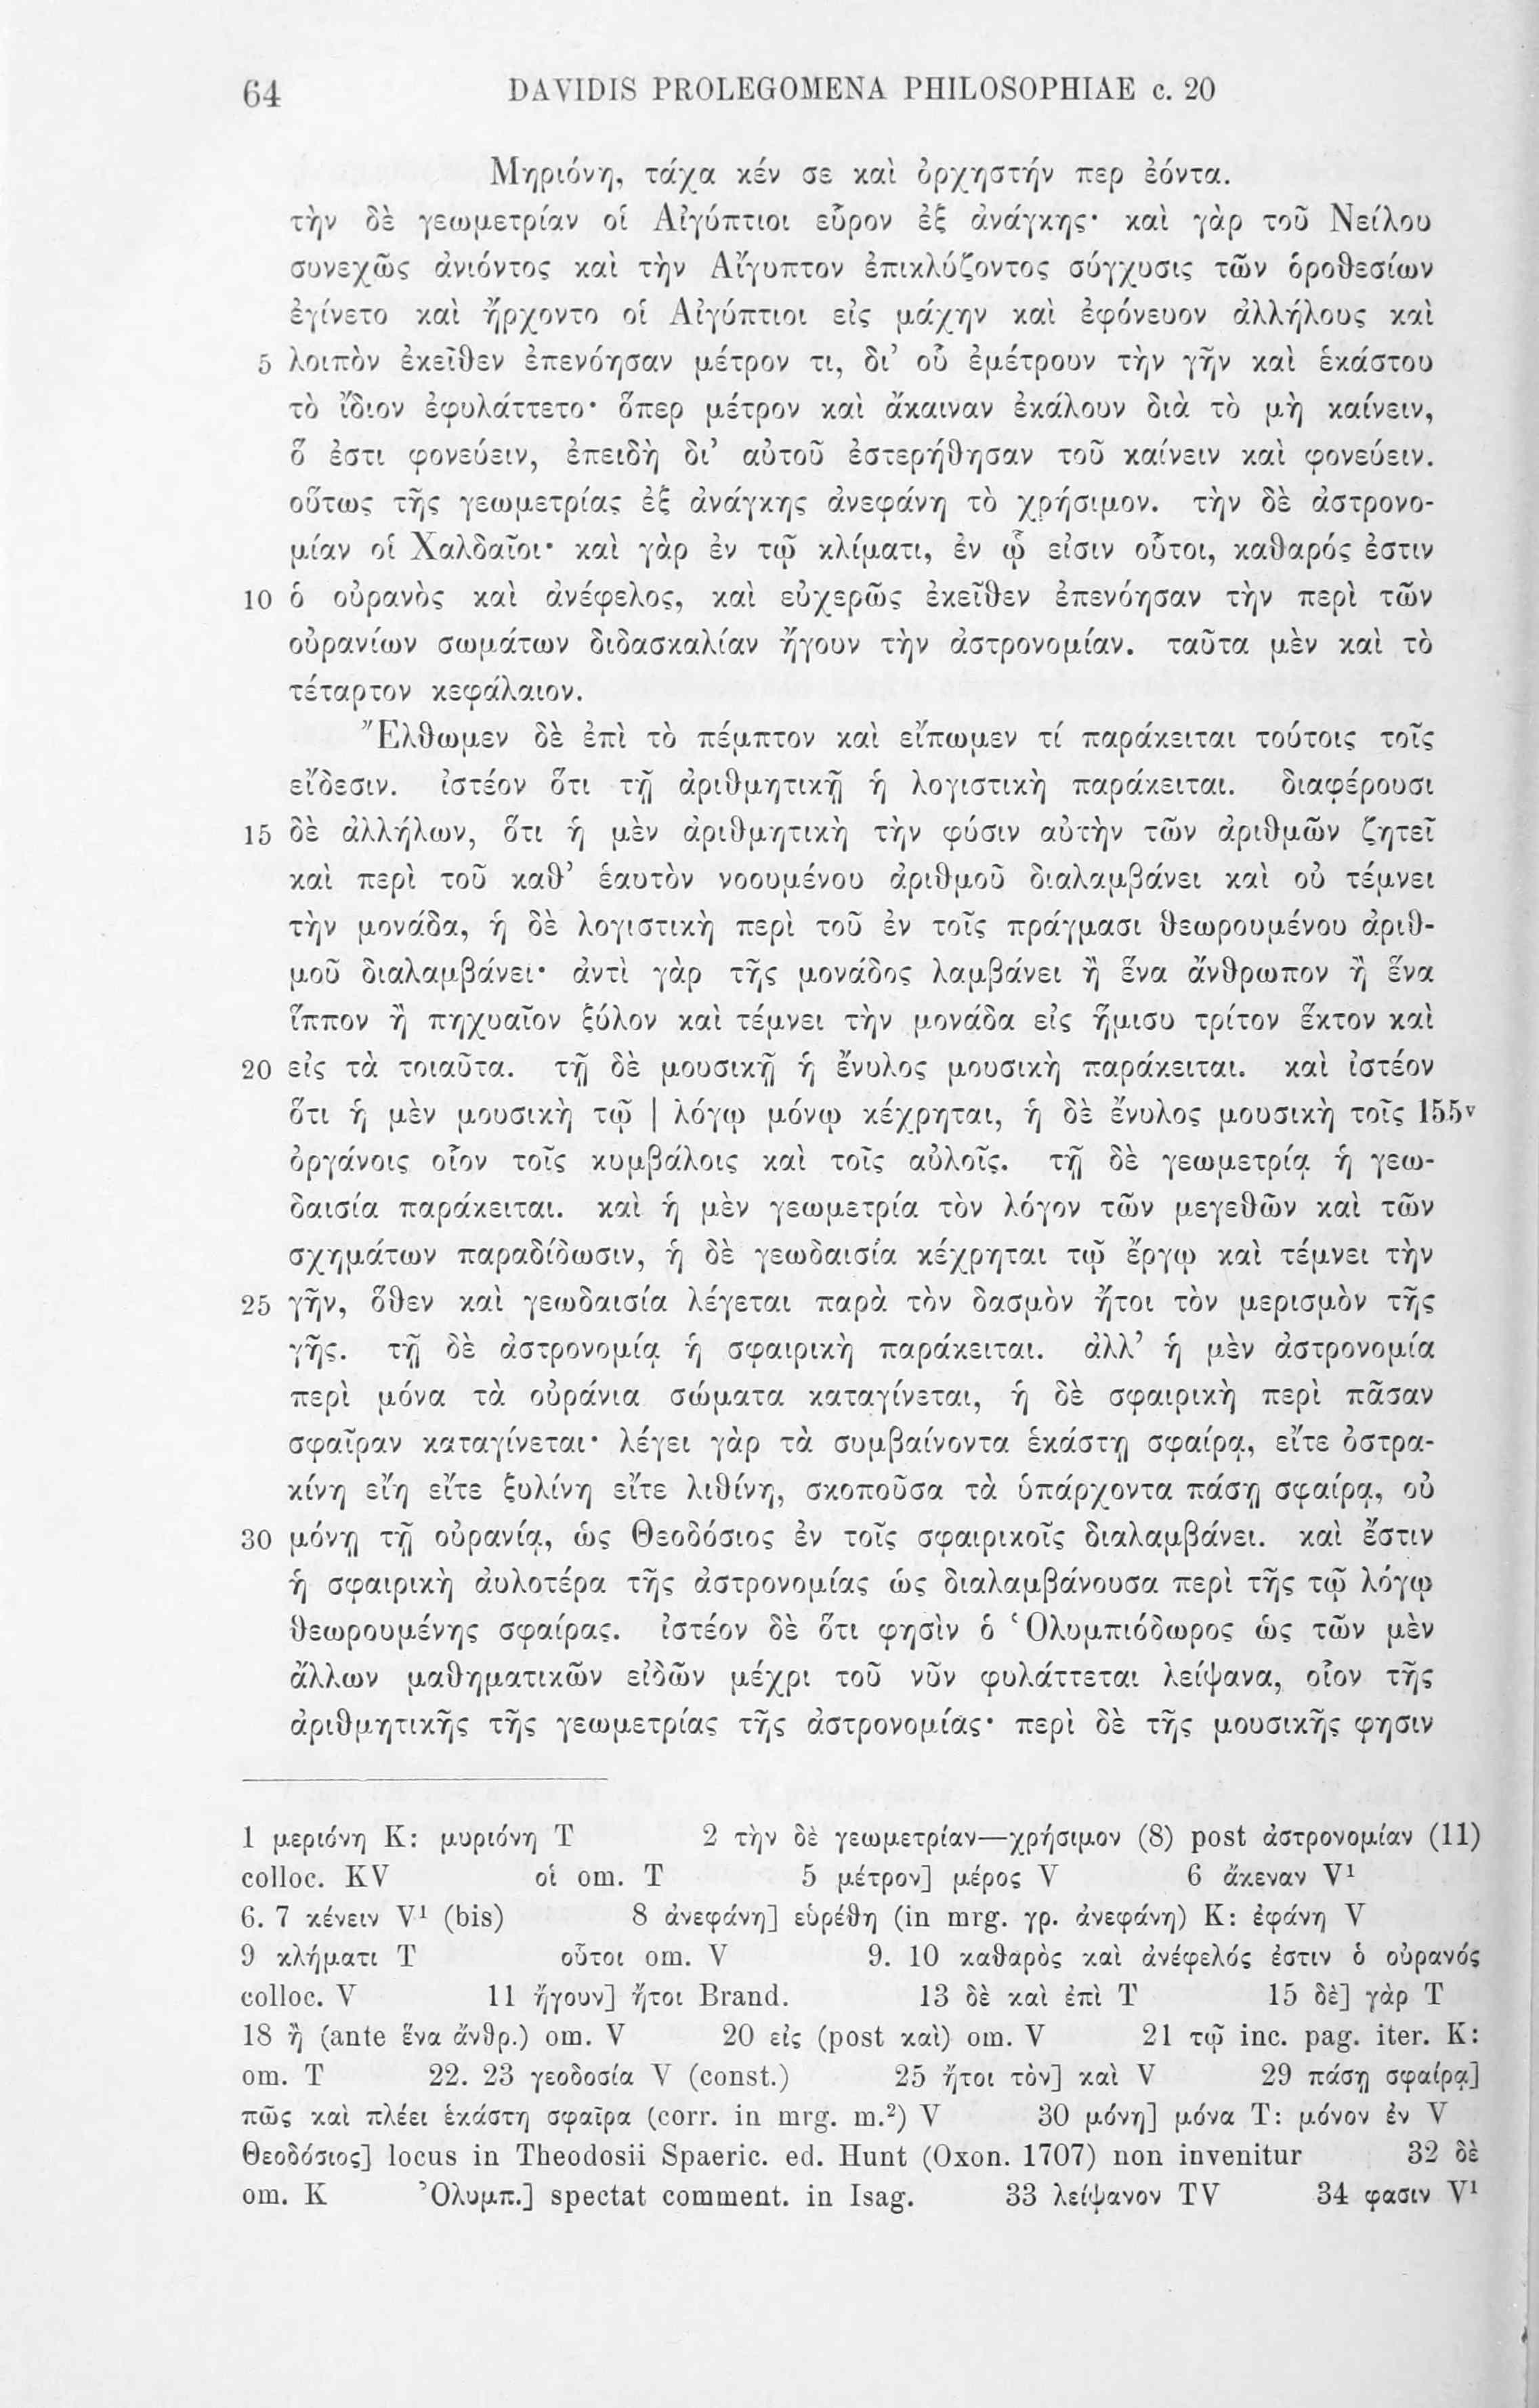 64 DAVIDIS PROLEGOMENA PHILOSOPHIAE c. 20
Μηριόνη, τάχα κέν σε καὶ ὀρχηστήν περ ἐόντα.
τὴν δὲ γεωμετρίαν οἱ Αἰγύπτιοι εὗρον ἐξ ἀνάγκης· καὶ γὰρ τοῦ Νείλου
συνεχῶς ἀνιόντος καὶ τὴν Αἴγυπτον ἐπικλύζοντος σύγχυσις τῶν ὁροθεσίων
ἐγίνετο καὶ ἤρχοντο οἱ Αἰγύπτιοι εἰς μάχην καὶ ἐφόνευον ἀλλήλους καὶ
5 λοιπὸν ἐκεῖθεν ἐπενόησαν μέτρον τι, δι’ οὗ ἐμέτρουν τὴν γῆν καὶ ἑκάστου
τὸ ἴδιον ἐφυλάττετο· ὅπερ μέτρον καὶ ἄκαιναν ἐκάλουν διὰ τὸ μὴ καίνειν,
ὅ ἐστι φονεύειν, ἐπειδὴ δι’ αὐτοῦ ἐστερήθησαν τοῦ καίνειν καὶ φονεύειν.
οὕτως τῆς γεωμετρίας ἐξ ἀνάγκης ἀνεφάνη τὸ χρήσιμον. τὴν δὲ ἀστρονο-
μίαν οἱ Χαλδαῖοι· καὶ γὰρ ἐν τῷ κλίματι, ἐν ᾧ εἰσιν οὗτοι, καθαρός ἐστιν
10 ὁ οὐρανὸς καὶ ἀνέφελος, καὶ εὐχερῶς ἐκεῖθεν ἐπενόησαν τὴν περὶ τῶν
οὐρανίων σωμάτων διδασκαλίαν ἤγουν τὴν ἀστρονομίαν. ταῦτα μὲν καὶ τὸ
τέταρτον κεφάλαιον.
Ἔλθωμεν δὲ ἐπὶ τὸ πέμπτον καὶ εἴπωμεν τί παράκειται τούτοις τοῖς
εἴδεσιν. ἰστέον ὅτι τῇ ἀριθμητικῇ ἡ λογιστικὴ παράκειται. διαφέρουσι
15 δὲ ἀλλήλων, ὅτι ἡ μὲν ἀριθμητικὴ τὴν φύσιν αὐτὴν τῶν ἀριθμῶν ζητεῖ
καὶ περὶ τοῦ καθ’ ἑαυτὸν νοουμένου ἀριθμοῦ διαλαμβάνει καὶ οὐ τέμνει
τὴν μονάδα, ἡ δὲ λογιστικὴ περὶ τοῦ ἐν τοῖς πράγμασι θεωρουμένου ἀριθ-
μοῦ διαλαμβάνει· ἀντὶ γὰρ τῆς μονάδος λαμβάνει ἢ ἕνα ἄνθρωπον ἢ ἕνα
ἵππον ἢ πηχυαῖον ξύλον καὶ τέμνει τὴν μονάδα εἰς ἥμισυ τρίτον ἕκτον καὶ
20 εἰς τὰ τοιαῦτα. τῇ δὲ μουσικῇ ἡ ἔνυλος μουσικὴ παράκειται. καὶ ἰστέον
ὅτι ἡ μὲν μουσικὴ τῷ | λόγῳ μόνῳ κέχρηται, ἡ δὲ ἔνυλος μουσικὴ τοῖς 155ᵛ
ὀργάνοις οἷον τοῖς κυμβάλοις καὶ τοῖς αὐλοῖς. τῇ δὲ γεωμετρίᾳ ἡ γεω-
δαισία παράκειται. καὶ ἡ μὲν γεωμετρία τὸν λόγον τῶν μεγεθῶν καὶ τῶν
σχημάτων παραδίδωσιν, ἡ δὲ γεωδαισία κέχρηται τῷ ἔργῳ καὶ τέμνει τὴν
25 γῆν, ὅθεν καὶ γεωδαισία λέγεται παρὰ τὸν δασμὸν ἤτοι τὸν μερισμὸν τῆς
γῆς. τῇ δὲ ἀστρονομίᾳ ἡ σφαιρικὴ παράκειται. ἀλλ’ ἡ μὲν ἀστρονομία
περὶ μόνα τὰ οὐράνια σώματα καταγίνεται, ἡ δὲ σφαιρικὴ περὶ πᾶσαν
σφαῖραν καταγίνεται· λέγει γὰρ τὰ συμβαίνοντα ἑκάστῃ σφαίρᾳ, εἴτε ὀστρα-
κίνη εἴη εἴτε ξυλίνη εἴτε λιθίνη, σκοποῦσα τὰ ὑπάρχοντα πάσῃ σφαίρᾳ, οὐ
30 μόνῃ τῇ οὐρανίᾳ, ὡς Θεοδόσιος ἐν τοῖς σφαιρικοῖς διαλαμβάνει. καὶ ἔστιν
ἡ σφαιρικὴ ἀυλοτέρα τῆς ἀστρονομίας ὡς διαλαμβάνουσα περὶ τῆς τῷ λόγῳ
θεωρουμένης σφαίρας. ἰστέον δὲ ὅτι φησὶν ὁ Ὁλυμπιόδωρος ὡς τῶν μὲν
ἄλλων μαθηματικῶν εἰδῶν μέχρι τοῦ νῦν φυλάττεται λείψανα, οἷον τῆς
ἀριθμητικῆς τῆς γεωμετρίας τῆς ἀστρονομίας· περὶ δὲ τῆς μουσικῆς φησιν
1 μεριόνη K: μυριόνη T 2 τὴν δὲ γεωμετρίαν—χρήσιμον (8) post ἀστρονομίαν (11)
colloc. KV οἱ om. T 5 μέτρον] μέρος V 6 ἄκεναν V¹
6. 7 κένειν V¹ (bis) 8 ἀνεφάνη] εὑρέθη (in mrg. γρ. ἀνεφάνη) K: ἐφάνη V
9 κλήματι T οὗτοι om. V 9. 10 καθαρὸς καὶ ἀνέφελός ἐστιν ὁ οὐρανός
colloc. V 11 ἤγουν] ἤτοι Brand. 13 δὲ καὶ ἐπὶ T 15 δὲ] γὰρ T
18 ἢ (ante ἕνα ἄνθρ.) om. V 20 εἰς (post καὶ) om. V 21 τῷ inc. pag. iter. K:
om. T 22. 23 γεοδοσία V (const.) 25 ἤτοι τὸν] καὶ V 29 πάσῃ σφαίρᾳ]
πῶς καὶ πλέει ἑκάστη σφαῖρα (corr. in mrg. m.²) V 30 μόνῃ] μόνα T: μόνον ἐν V
Θεοδόσιος] locus in Theodosii Spaeric. ed. Hunt (Oxon. 1707) non invenitur 32 δὲ
om. K Ὀλυμπ.] spectat comment. in Isag. 33 λείψανον TV 34 φασιν V¹